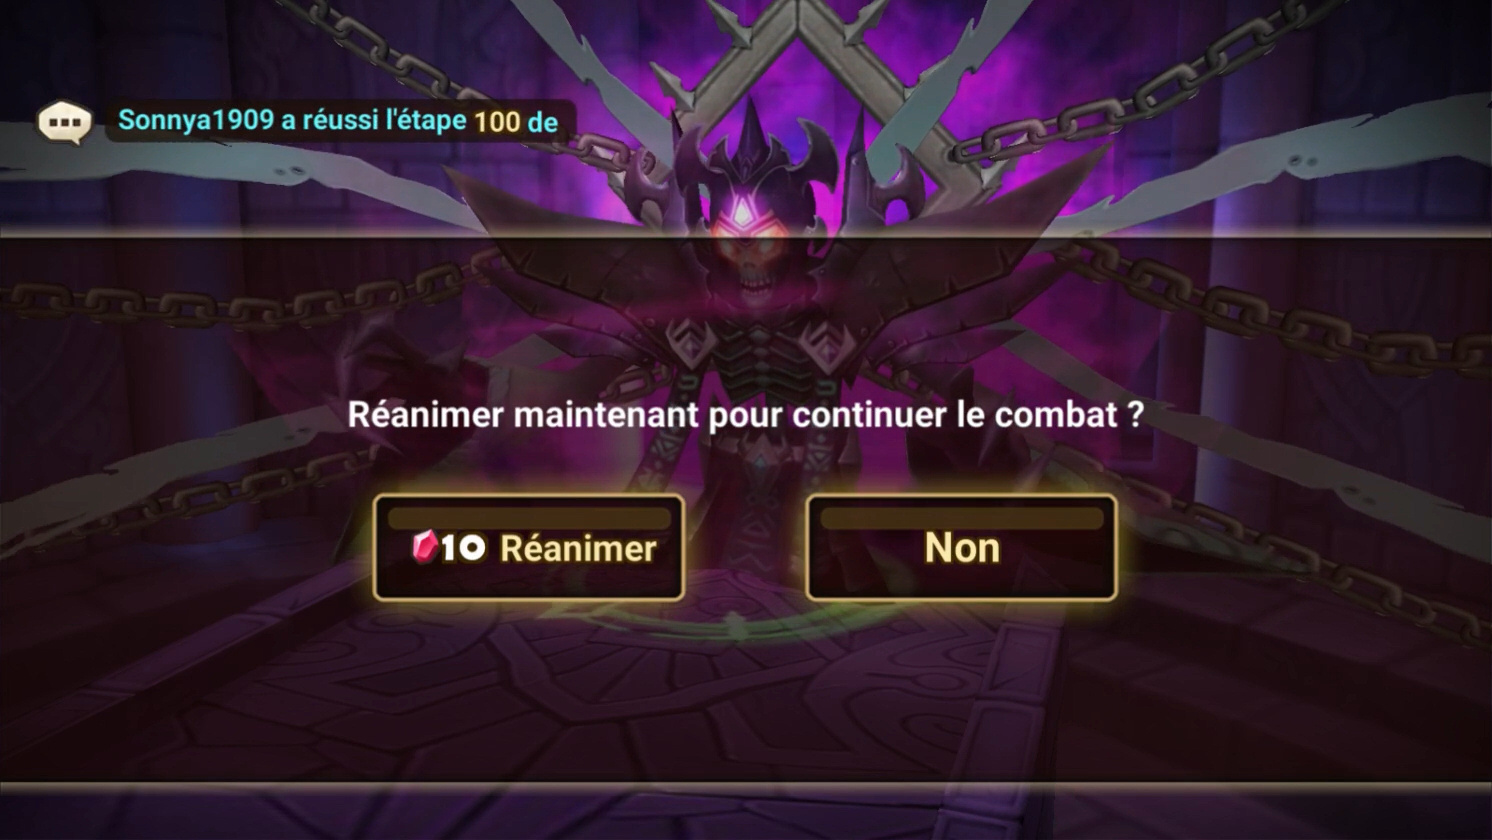 Sonnya1909 a réussi l'étape 100 de
Réanimer maintenant pour continuer le combat ?
10 Réanimer
Non